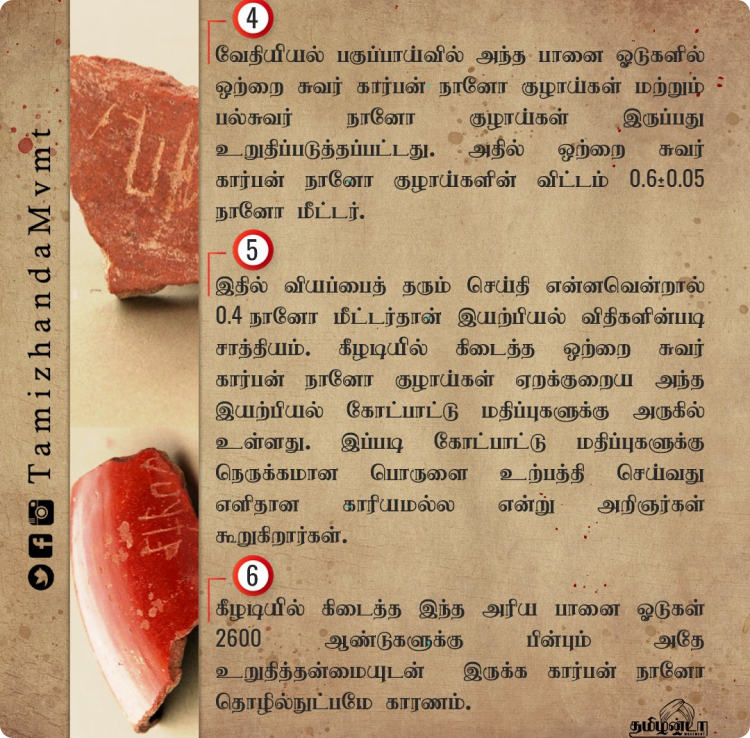 4
வேதியியல் பகுப்பாய்வில் அந்த பானை ஓடுகளில்
ஒற்றை சுவர் கார்பன் நானோ குழாய்கள் மற்றும்
பல்சுவர் நானோ குழாய்கள் இருப்பது
உறுதிப்படுத்தப்பட்டது. அதில் ஒற்றை சுவர்
கார்பன் நானோ குழாய்களின் விட்டம் 0.6±0.05
நானோ மீட்டர்.
5
இதில் வியப்பைத் தரும் செய்தி என்னவென்றால்
0.4 நானோ மீட்டர்தான் இயற்பியல் விதிகளின்படி
சாத்தியம். கீழடியில் கிடைத்த ஒற்றை சுவர்
கார்பன் நானோ குழாய்கள் ஏறக்குறைய அந்த
இயற்பியல் கோட்பாட்டு மதிப்புகளுக்கு அருகில்
உள்ளது. இப்படி கோட்பாட்டு மதிப்புகளுக்கு
நெருக்கமான பொருளை உற்பத்தி செய்வது
எளிதான காரியமல்ல என்று அறிஞர்கள்
கூறுகிறார்கள்.
6
கீழடியில் கிடைத்த இந்த அரிய பானை ஓடுகள்
2600 ஆண்டுகளுக்கு பின்பும் அதே
உறுதித்தன்மையுடன் இருக்க கார்பன் நானோ
தொழில்நுட்பமே காரணம்.
TamizhandaMvmt
தமிழன்டா